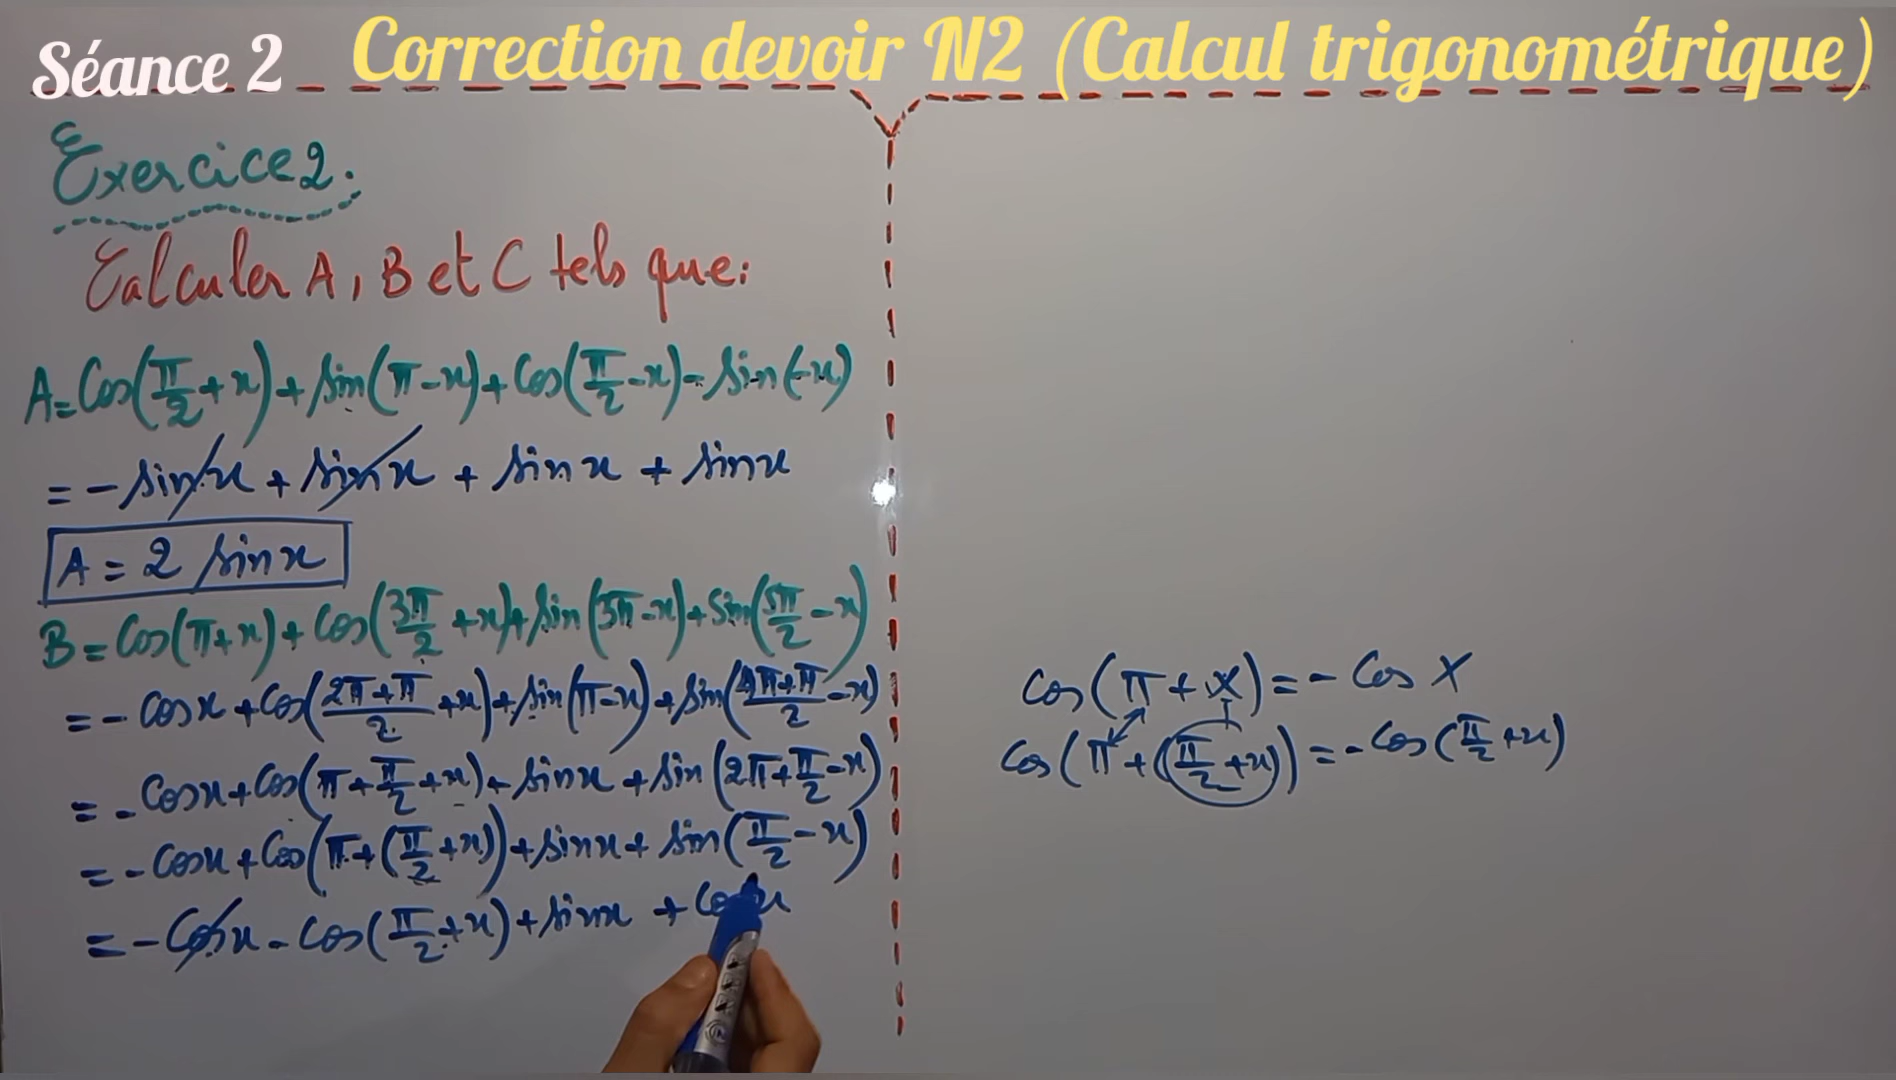 Séance 2 Correction devoir N2 (Calcul trigonométrique)
Exercice 2:
Calculer A, B et C tels que:
A = cos(π/2 + x) + sin(π - x) + cos(π/2 - x) - sin(-x)
= - sin x + sin x + sin x + sin x
A = 2 sin x
B = cos(π + x) + cos(3π/2 + x) + sin(5π - x) + sin(5π/2 - x)
= - cos x + cos((2π + π)/2 + x) + sin(π - x) + sin((4π + π)/2 - x)
= - cos x + cos(π + π/2 + x) + sin x + sin(2π + π/2 - x)
= - cos x + cos(π + (π/2 + x)) + sin x + sin(π/2 - x)
= - cos x - cos(π/2 + x) + sin x +
cos(π + X) = - cos X
cos(π + (π/2 + x)) = - cos(π/2 + x)